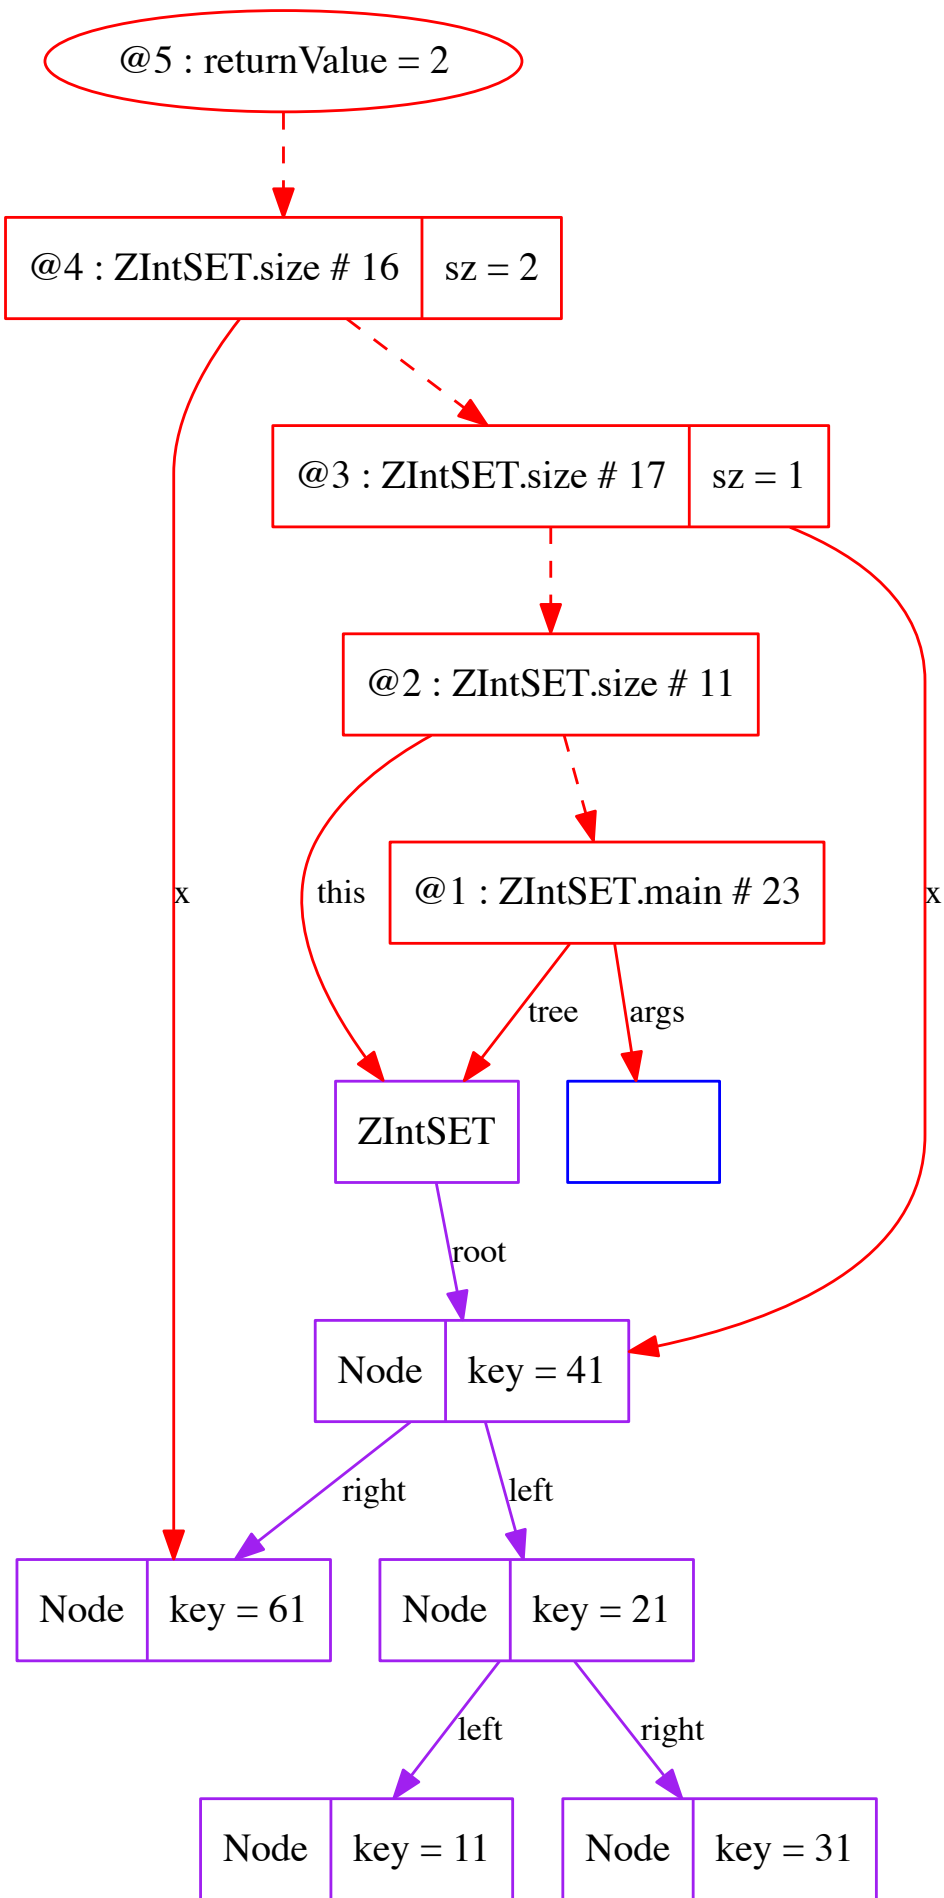 @5 : returnValue = 2
@4 : ZIntSET.size # 16
sz = 2
@3 : ZIntSET.size # 17
sz = 1
@2 : ZIntSET.size # 11
x
this
@1 : ZIntSET.main # 23
x
tree
args
ZIntSET
root
Node
key = 41
right
left
Node
key = 61
Node
key = 21
left
right
Node
key = 11
Node
key = 31